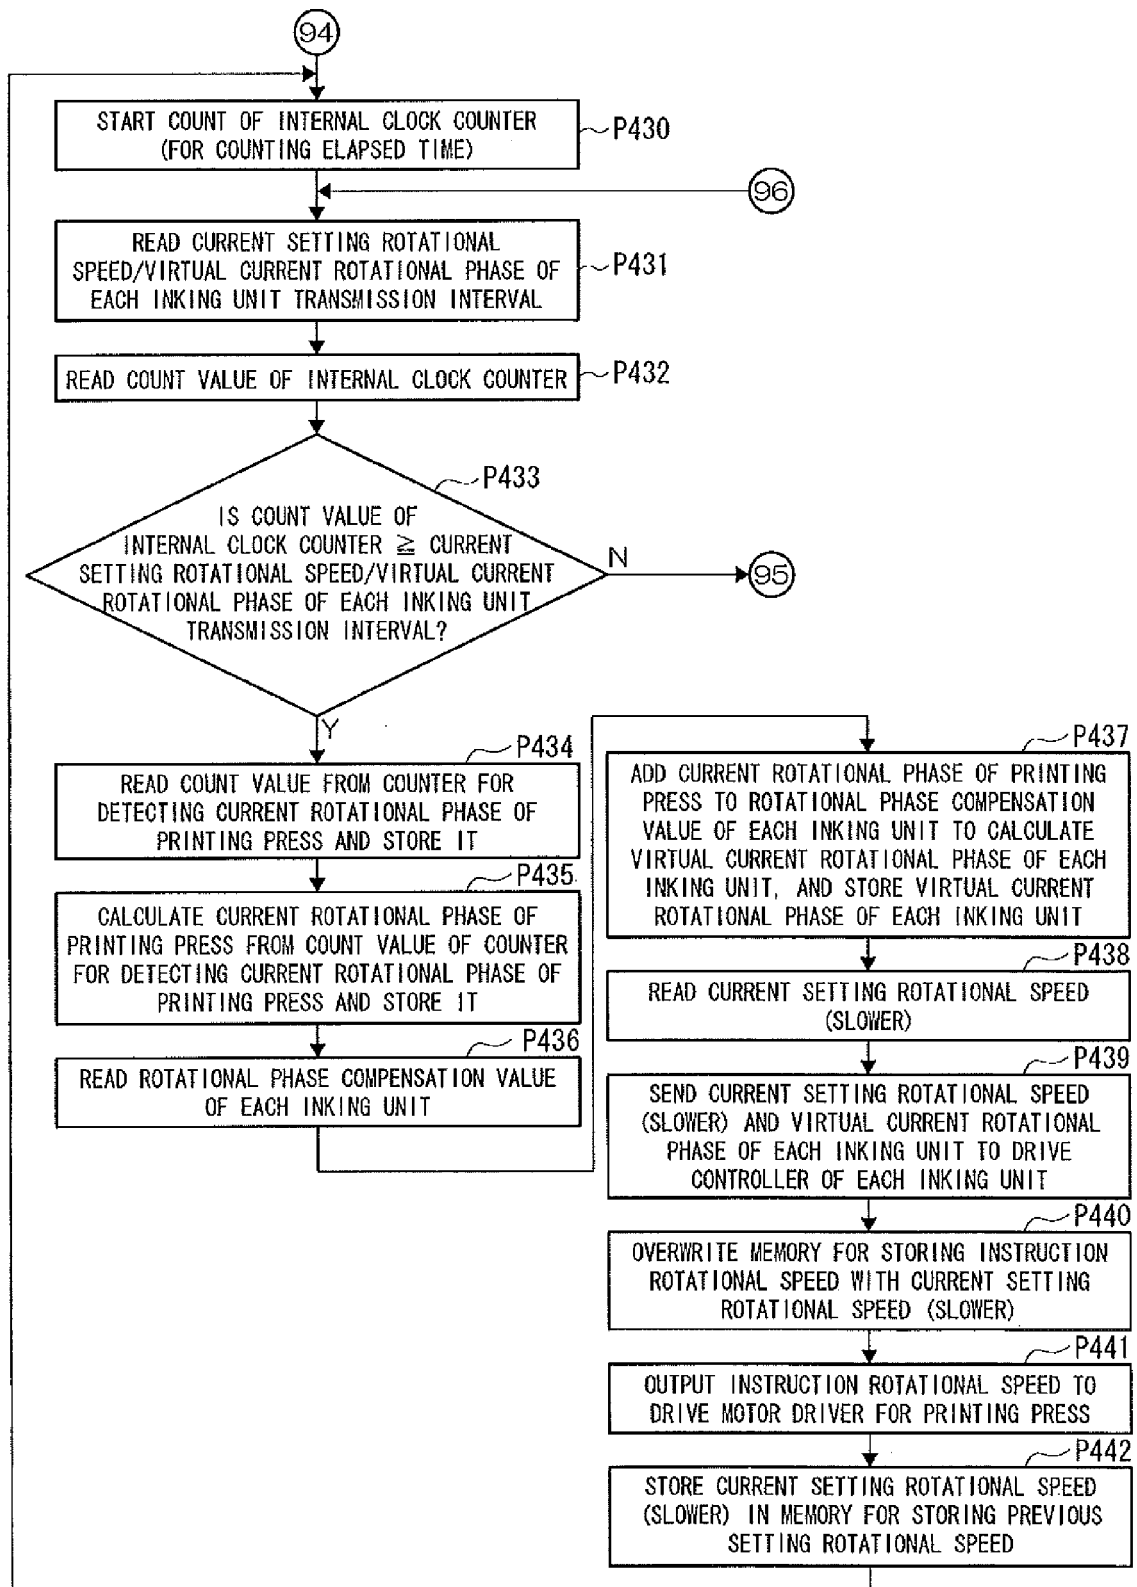 94
START COUNT OF INTERNAL CLOCK COUNTER
(FOR COUNTING ELAPSED TIME)
P430
96
READ CURRENT SETTING ROTATIONAL
SPEED/VIRTUAL CURRENT ROTATIONAL PHASE OF
EACH INKING UNIT TRANSMISSION INTERVAL
P431
READ COUNT VALUE OF INTERNAL CLOCK COUNTER
P432
P433
IS COUNT VALUE OF
INTERNAL CLOCK COUNTER ≧ CURRENT
SETTING ROTATIONAL SPEED/VIRTUAL CURRENT
ROTATIONAL PHASE OF EACH INKING UNIT
TRANSMISSION INTERVAL?
N
95
Y
P434
READ COUNT VALUE FROM COUNTER FOR
DETECTING CURRENT ROTATIONAL PHASE OF
PRINTING PRESS AND STORE IT
P435
CALCULATE CURRENT ROTATIONAL PHASE OF
PRINTING PRESS FROM COUNT VALUE OF COUNTER
FOR DETECTING CURRENT ROTATIONAL PHASE OF
PRINTING PRESS AND STORE IT
P436
READ ROTATIONAL PHASE COMPENSATION VALUE
OF EACH INKING UNIT
P437
ADD CURRENT ROTATIONAL PHASE OF PRINTING
PRESS TO ROTATIONAL PHASE COMPENSATION
VALUE OF EACH INKING UNIT TO CALCULATE
VIRTUAL CURRENT ROTATIONAL PHASE OF EACH
INKING UNIT, AND STORE VIRTUAL CURRENT
ROTATIONAL PHASE OF EACH INKING UNIT
P438
READ CURRENT SETTING ROTATIONAL SPEED
(SLOWER)
P439
SEND CURRENT SETTING ROTATIONAL SPEED
(SLOWER) AND VIRTUAL CURRENT ROTATIONAL
PHASE OF EACH INKING UNIT TO DRIVE
CONTROLLER OF EACH INKING UNIT
P440
OVERWRITE MEMORY FOR STORING INSTRUCTION
ROTATIONAL SPEED WITH CURRENT SETTING
ROTATIONAL SPEED (SLOWER)
P441
OUTPUT INSTRUCTION ROTATIONAL SPEED TO
DRIVE MOTOR DRIVER FOR PRINTING PRESS
P442
STORE CURRENT SETTING ROTATIONAL SPEED
(SLOWER) IN MEMORY FOR STORING PREVIOUS
SETTING ROTATIONAL SPEED